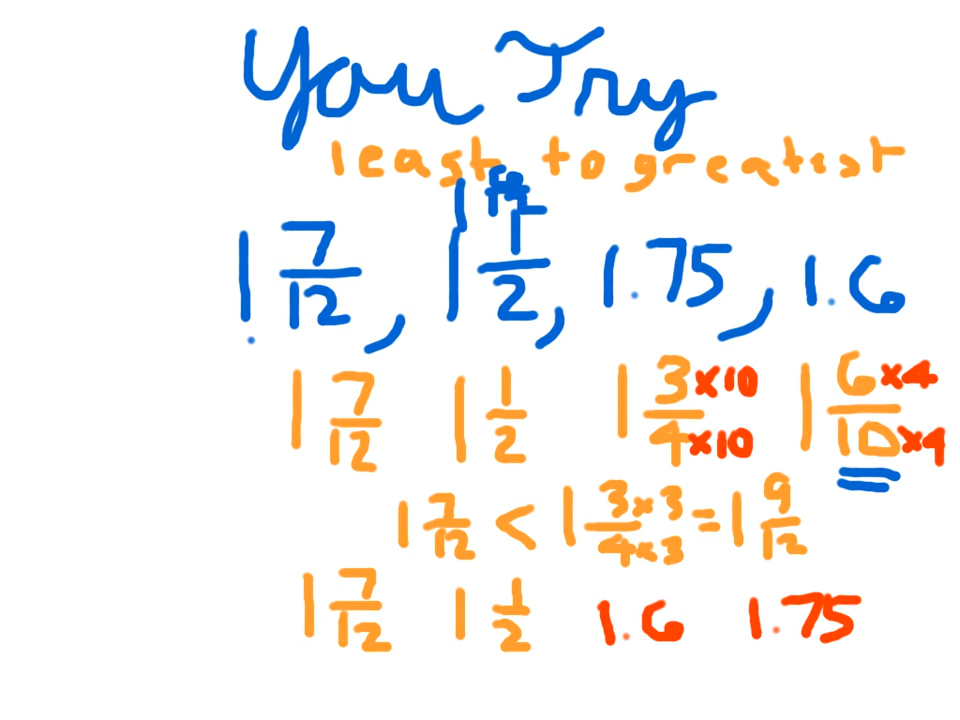 You Try
least to greatest
1 7/12, 1 1/2, 1.75, 1.6
1 7/12 1 1/2 1 3/4 ×10 ×10 1 6/10 ×4 ×4
1 7/12 < 1 3×3/4×3 = 1 9/12
1 7/12 1 1/2 1.6 1.75